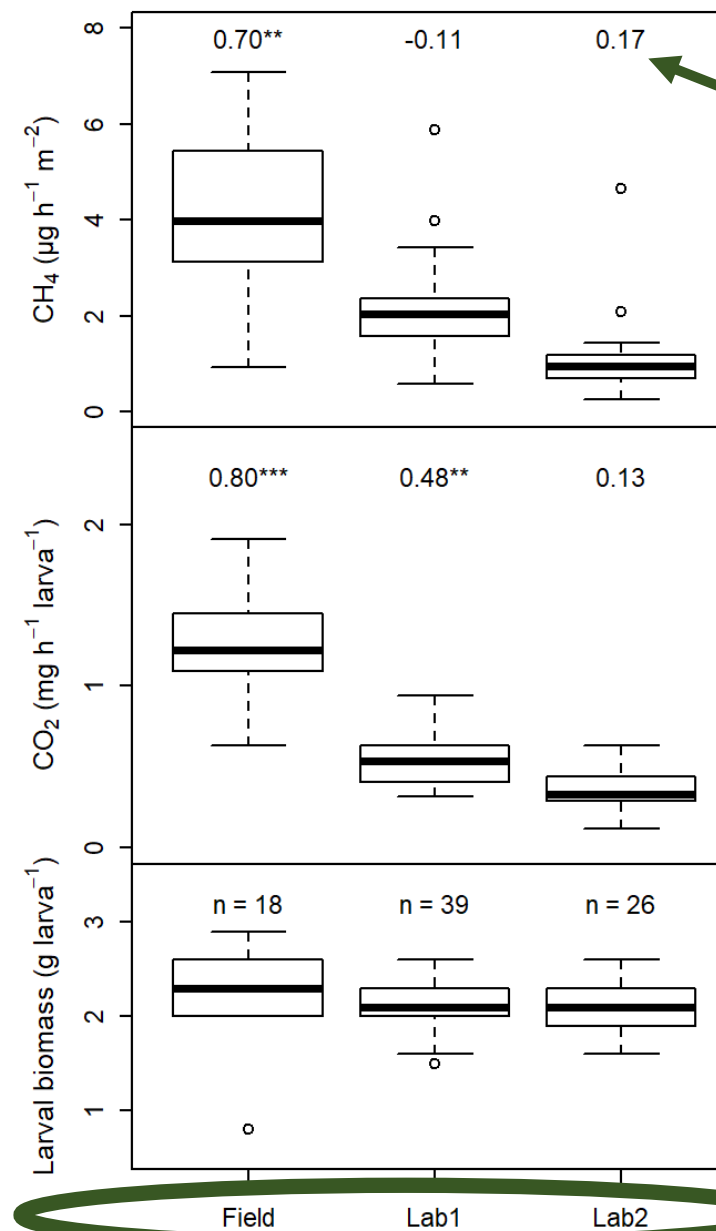 8
0.70** -0.11 0.17
6
4
2
0
CH₄ (µg h⁻¹ m⁻²)
0.80*** 0.48** 0.13
2
1
0
CO₂ (mg h⁻¹ larva⁻¹)
n = 18 n = 39 n = 26
3
2
1
Larval biomass (g larva⁻¹)
Field Lab1 Lab2